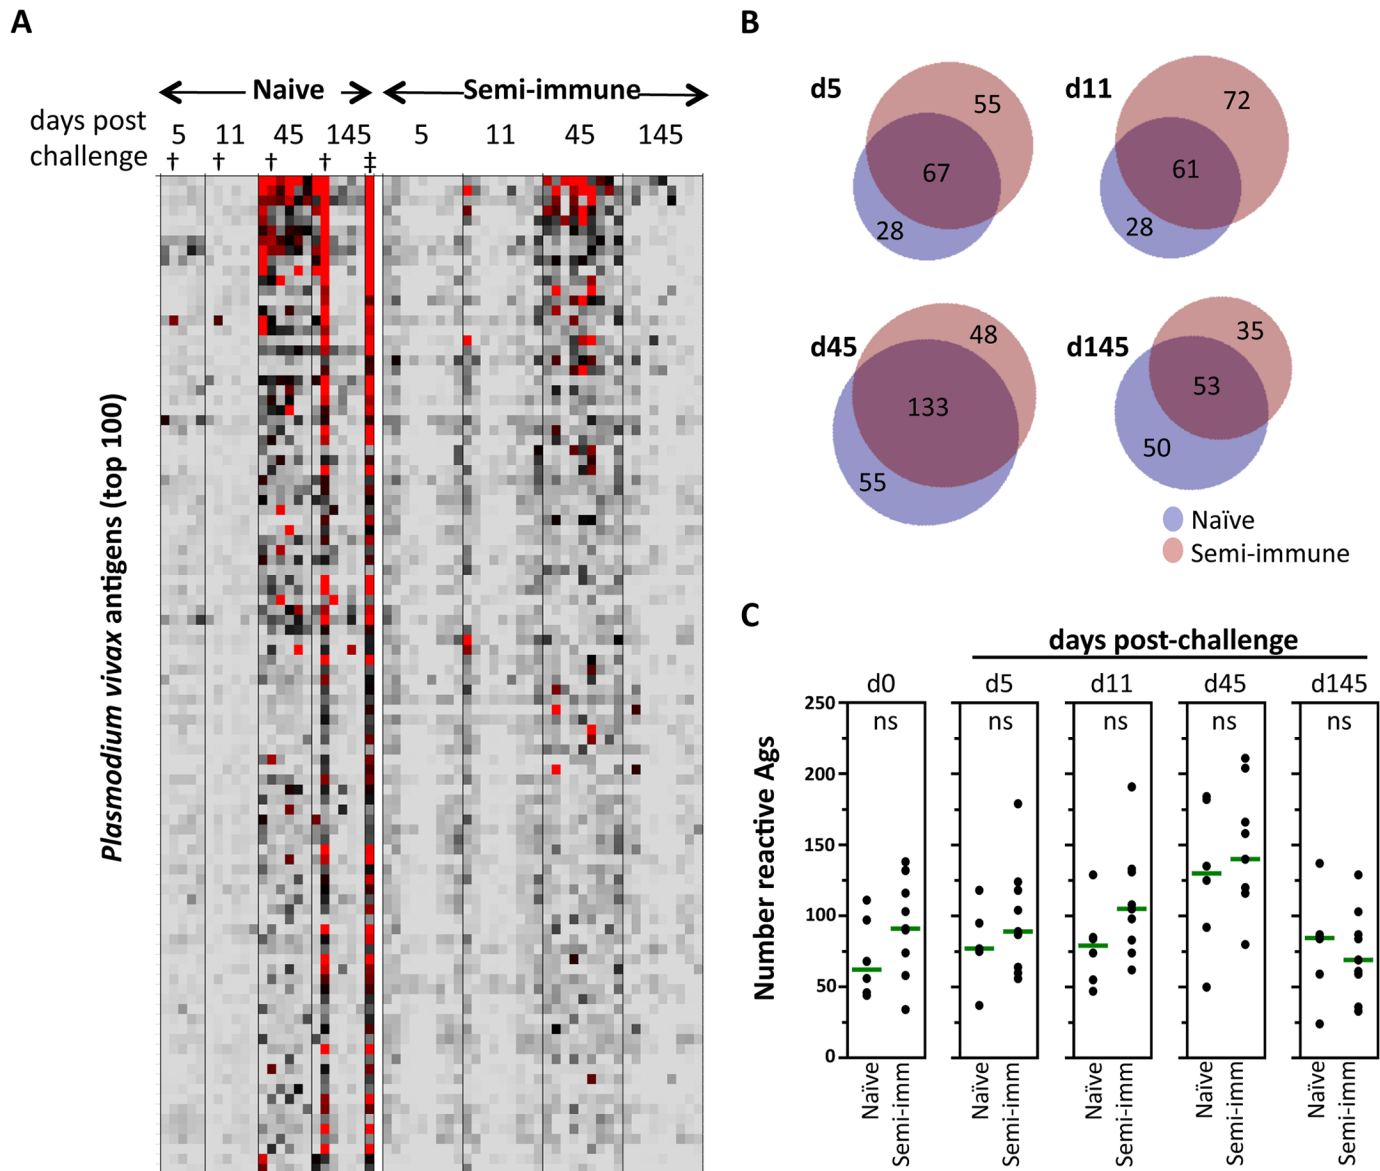 A
Naive
Semi-immune
days post
challenge
5 11 45 145 5 11 45 145
† † † † ‡
Plasmodium vivax antigens (top 100)
B
d5
55
67
28
d11
72
61
28
d45
48
133
55
d145
35
53
50
Naïve
Semi-immune
C
days post-challenge
d0 d5 d11 d45 d145
ns ns ns ns ns
Number reactive Ags
250
200
150
100
50
0
Naïve
Semi-imm
Naïve
Semi-imm
Naïve
Semi-imm
Naïve
Semi-imm
Naïve
Semi-imm